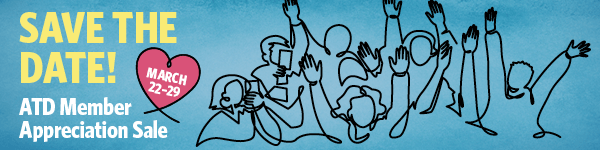 SAVE THE
DATE!
MARCH
22-29
ATD Member
Appreciation Sale